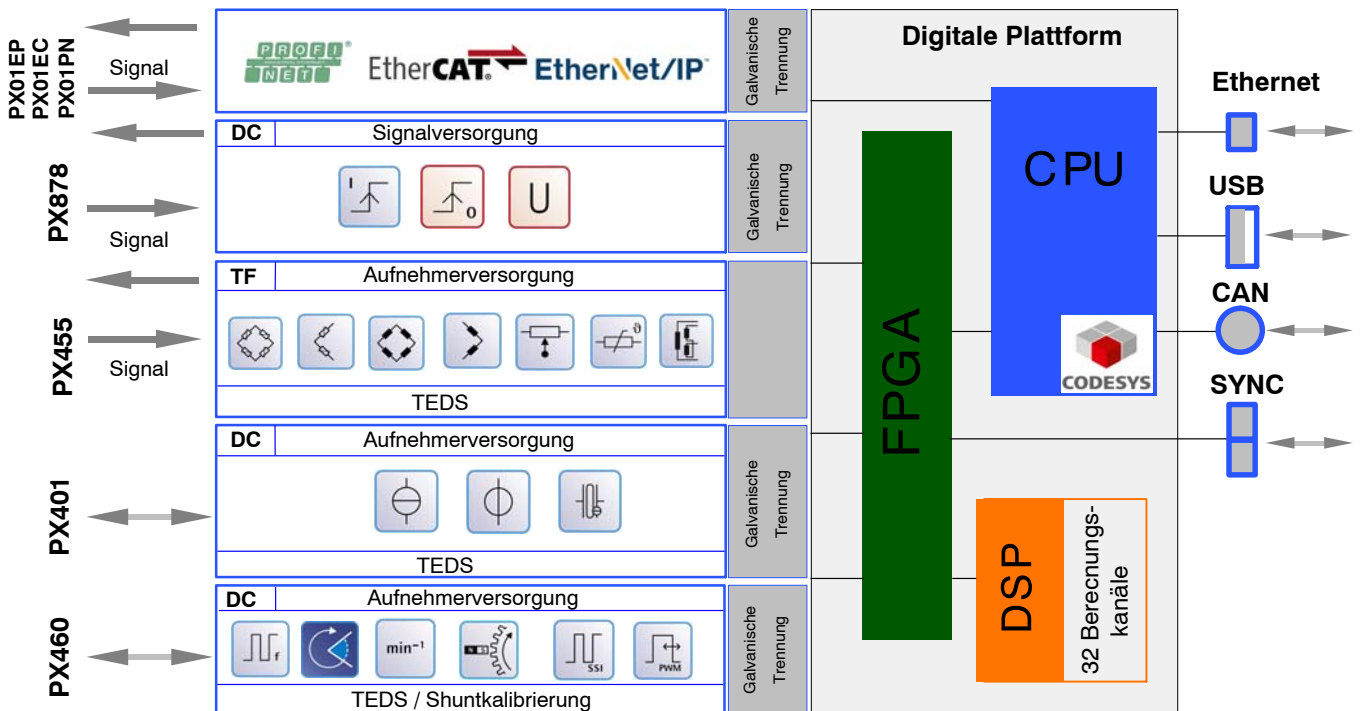 PX01EP
PX01EC
PX01PN
Signal
PROFI
NET
EtherCAT.
EtherNet/IP
Galvanische
Trennung
DC
Signalversorgung
PX878
Signal
I
0
U
Galvanische
Trennung
TF
Aufnehmerversorgung
PX455
Signal
ϑ
TEDS
DC
Aufnehmerversorgung
PX401
TEDS
Galvanische
Trennung
DC
Aufnehmerversorgung
PX460
f
min⁻¹
SSI
PWM
TEDS / Shuntkalibrierung
Galvanische
Trennung
Digitale Plattform
FPGA
CPU
CODESYS
DSP
32 Berecnungs-
kanäle
Ethernet
USB
CAN
SYNC